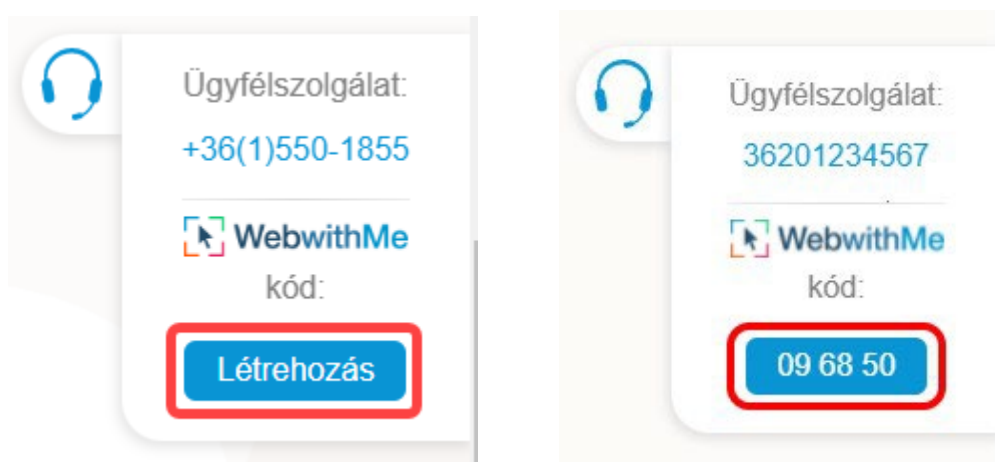 Ügyfélszolgálat:
+36(1)550-1855
WebwithMe
kód:
Létrehozás
Ügyfélszolgálat:
36201234567
WebwithMe
kód:
09 68 50